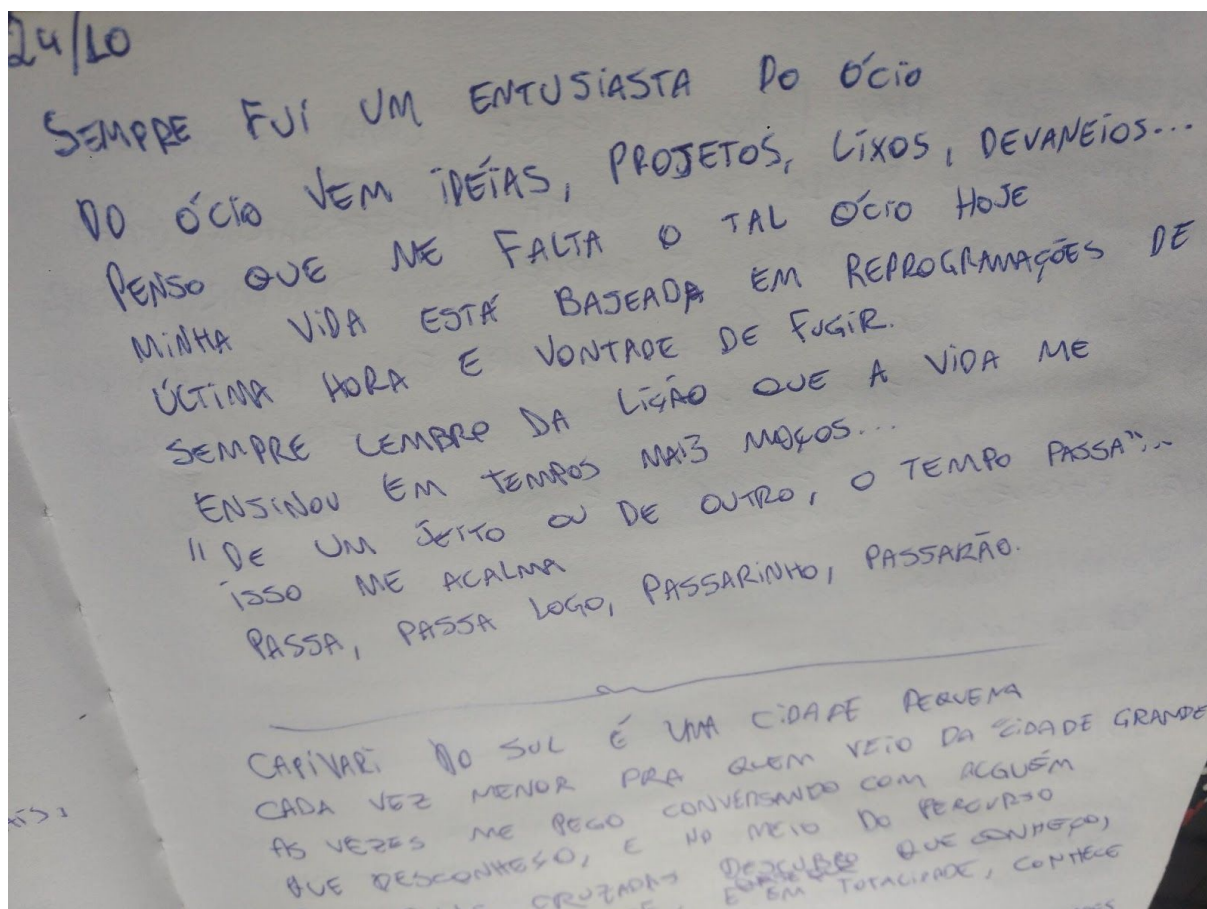 24/10
SEMPRE FUI UM ENTUSIASTA DO ÓCIO
DO ÓCIO VEM IDÉIAS, PROJETOS, LIXOS, DEVANEIOS...
PENSO QUE ME FALTA O TAL ÓCIO HOJE
MINHA VIDA ESTÁ BASEADA EM REPROGRAMAÇÕES DE
ÚLTIMA HORA E VONTADE DE FUGIR.
SEMPRE LEMBRO DA LIÇÃO QUE A VIDA ME
ENSINOU EM TEMPOS MAIS MOÇOS...
"DE UM JEITO OU DE OUTRO, O TEMPO PASSA"...
ISSO ME ACALMA
PASSA, PASSA LOGO, PASSARINHO, PASSARÃO.
CAPIVARI DO SUL É UMA CIDADE PEQUENA
CADA VEZ MENOR PRA QUEM VEIO DA CIDADE GRANDE
AS VEZES ME PEGO CONVERSANDO COM ALGUÉM
QUE DESCONHEÇO, E NO MEIO DO PERCURSO
CRUZADAS DESCUBRO QUE CONHEÇO,
E EM TOTALIDADE, CONHECE